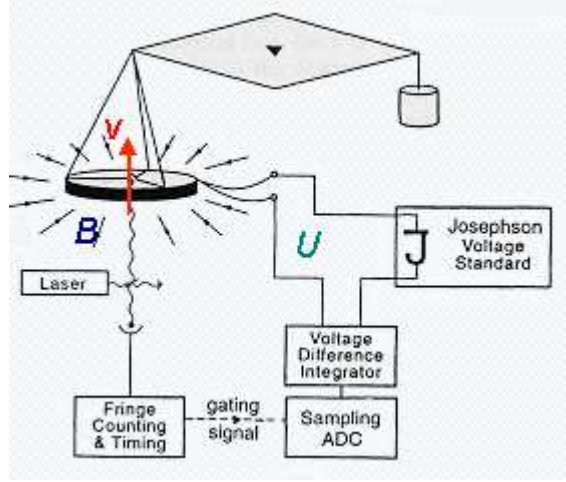 V
B
U
J
Josephson
Voltage
Standard
Laser
Voltage
Difference
Integrator
Fringe
Counting
& Timing
gating
signal
Sampling
ADC